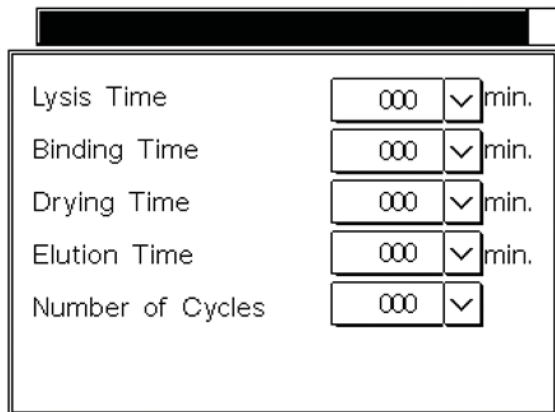 Lysis Time 000 min.
Binding Time 000 min.
Drying Time 000 min.
Elution Time 000 min.
Number of Cycles 000